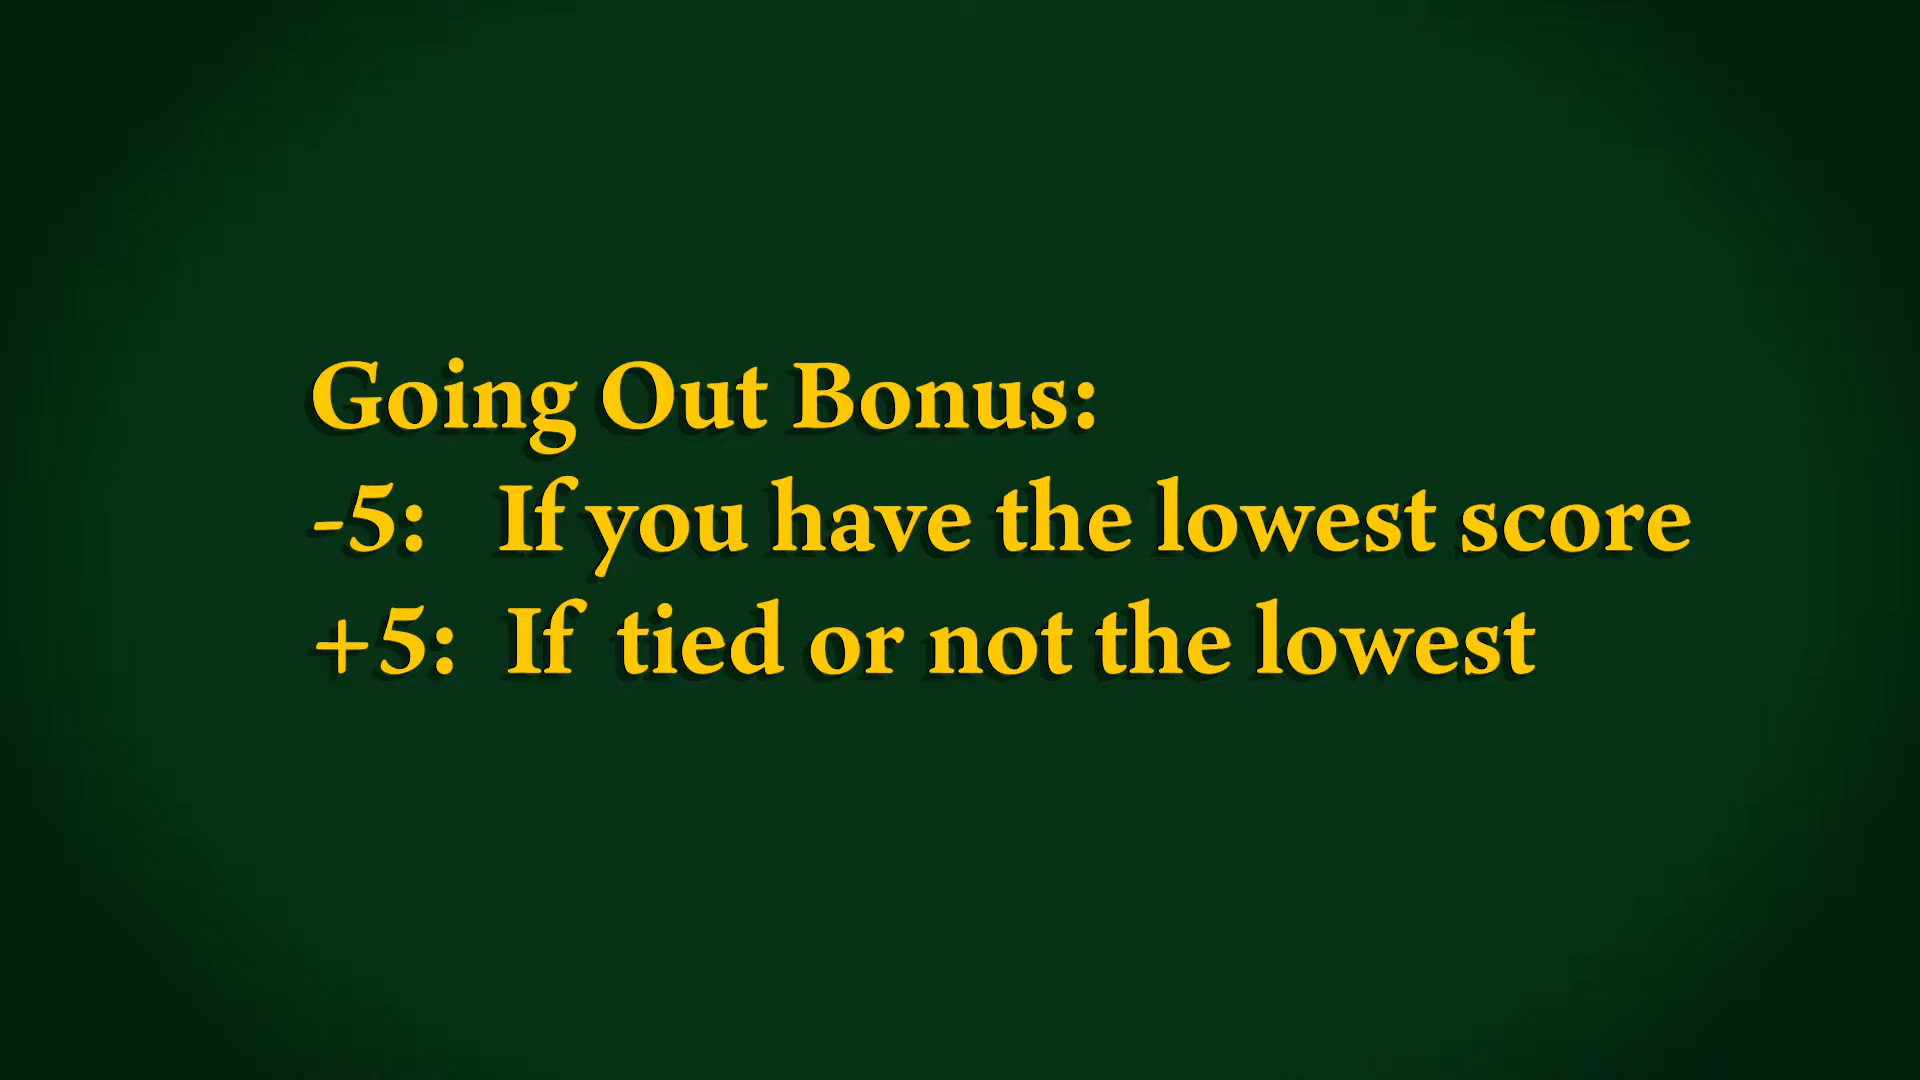 Going Out Bonus:
-5: If you have the lowest score
+5: If tied or not the lowest